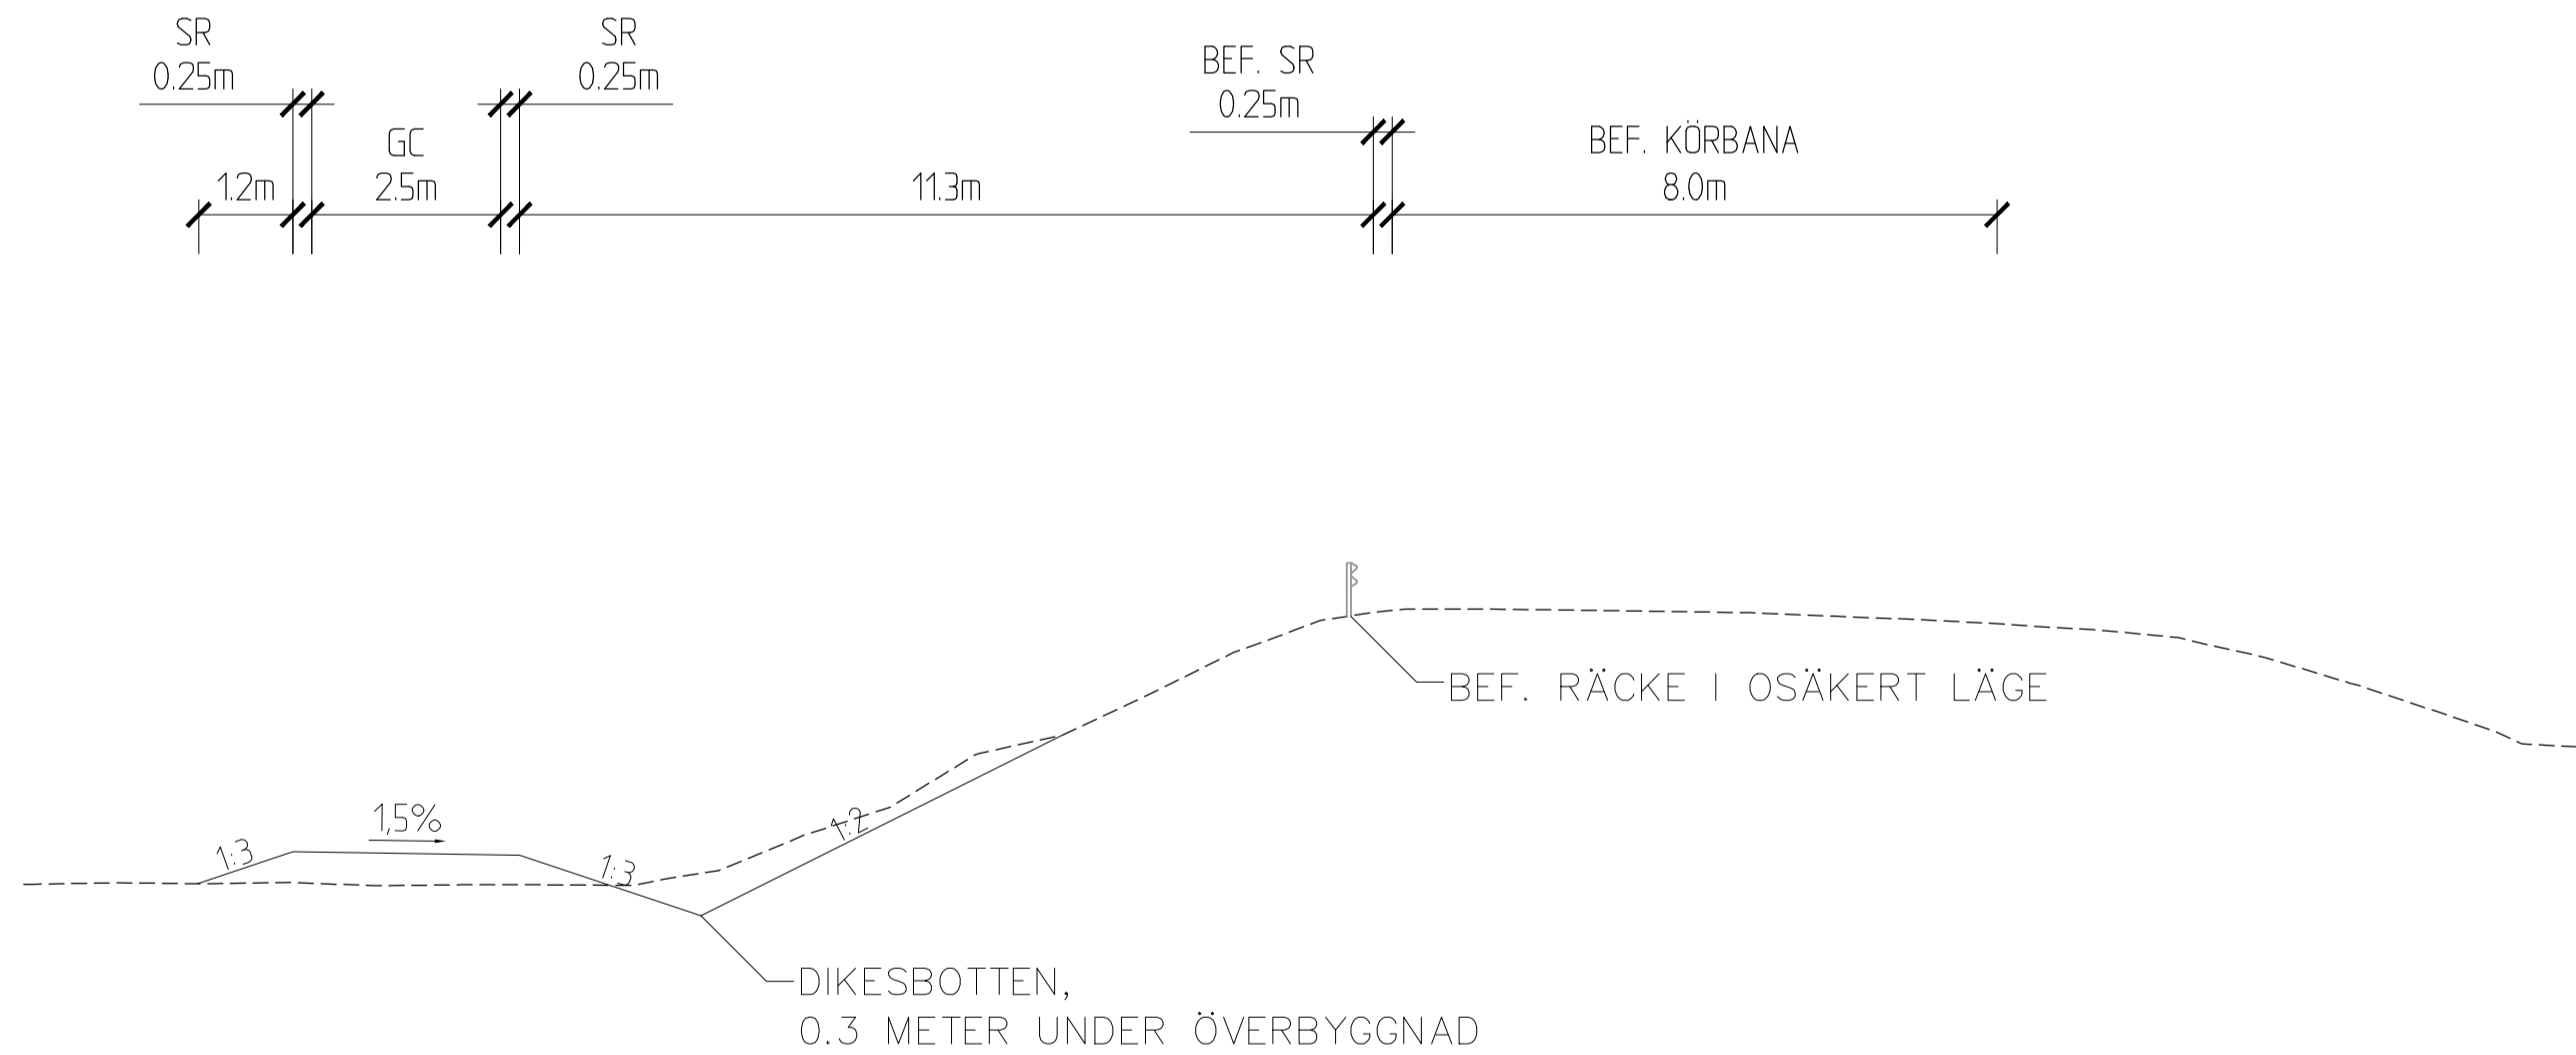 SR
0.25m
SR
0.25m
BEF. SR
0.25m
GC
BEF. KÖRBANA
1.2m
2.5m
11.3m
8.0m
BEF. RÄCKE I OSÄKERT LÄGE
1,5%
1:3
1:3
1:2
DIKESBOTTEN,
0.3 METER UNDER ÖVERBYGGNAD